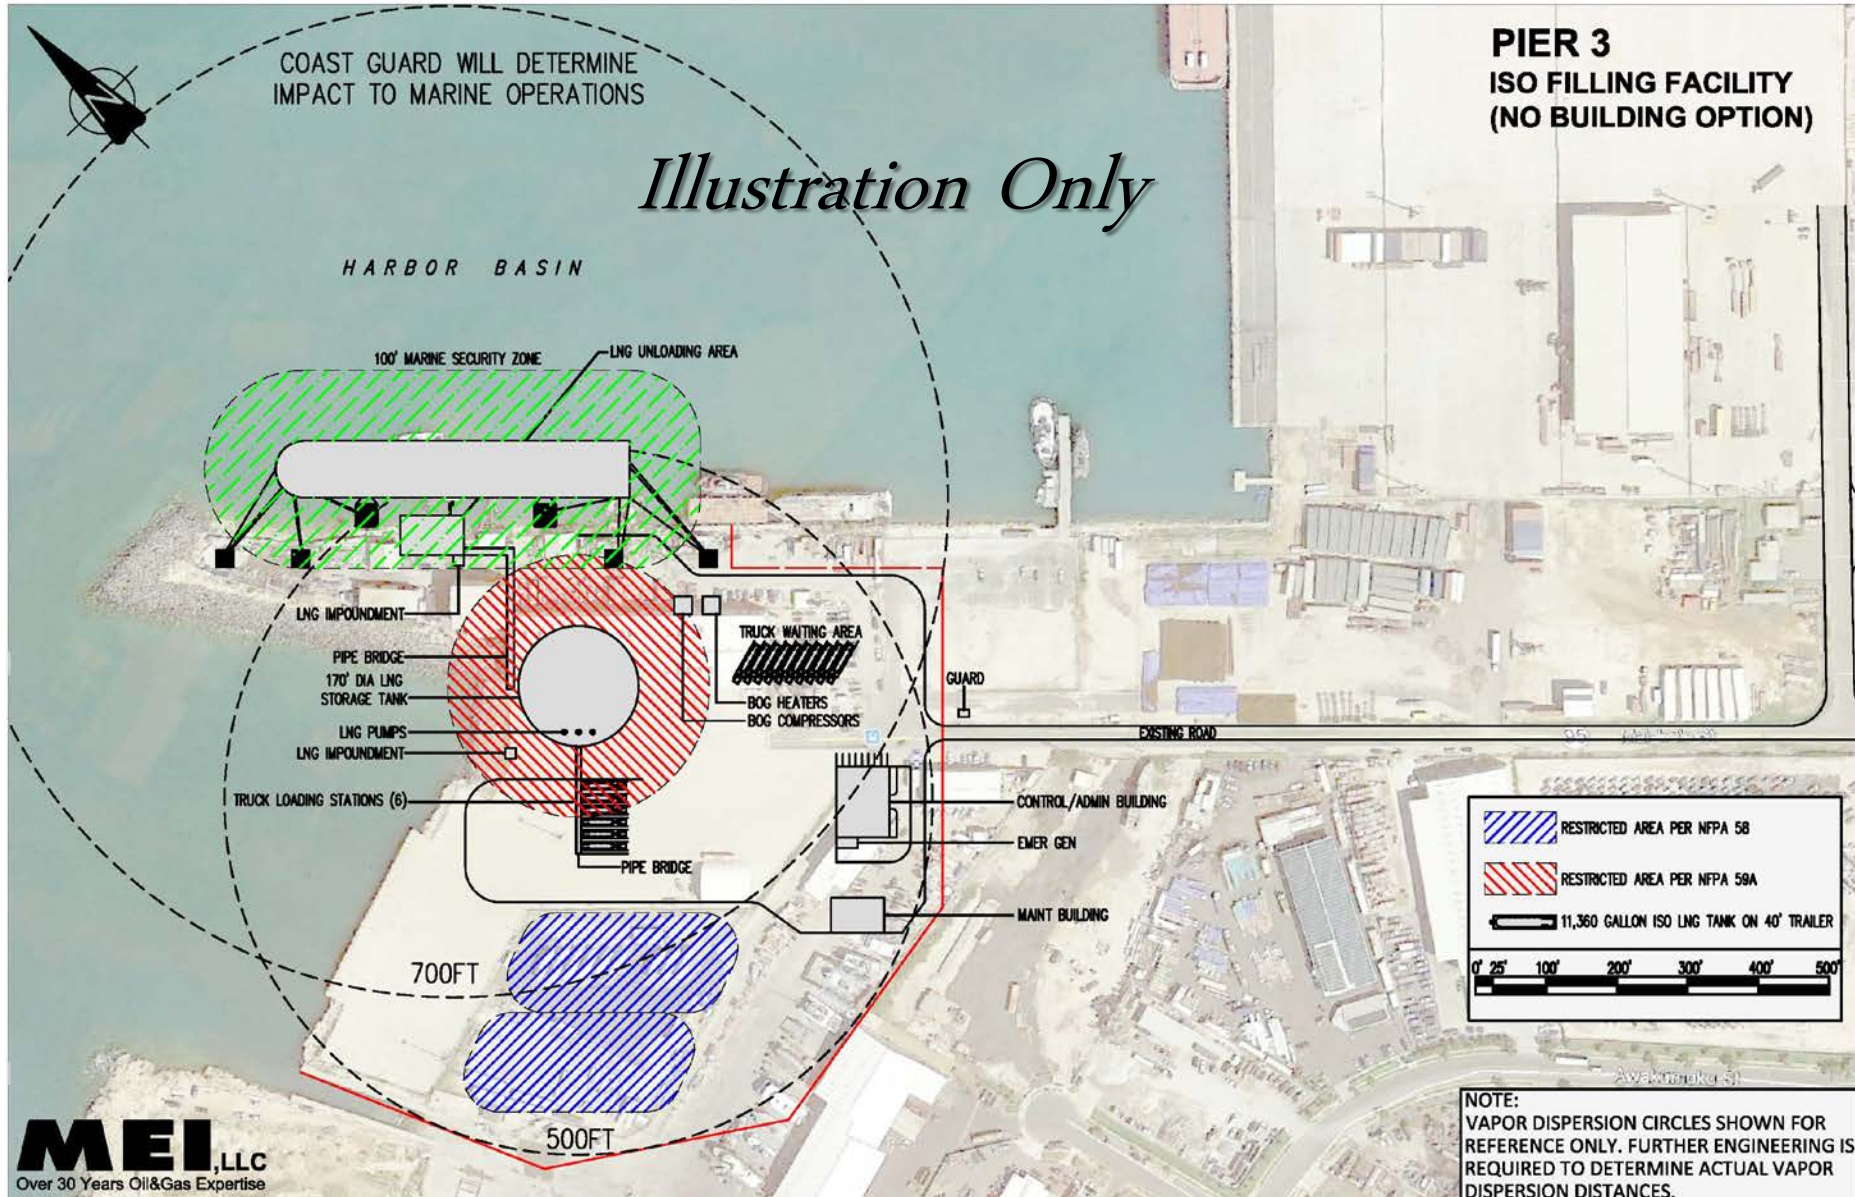 COAST GUARD WILL DETERMINE
IMPACT TO MARINE OPERATIONS
PIER 3
ISO FILLING FACILITY
(NO BUILDING OPTION)
Illustration Only
HARBOR BASIN
100' MARINE SECURITY ZONE
LNG UNLOADING AREA
LNG IMPOUNDMENT
PIPE BRIDGE
170' DIA LNG
STORAGE TANK
LNG PUMPS
LNG IMPOUNDMENT
TRUCK LOADING STATIONS (6)
PIPE BRIDGE
TRUCK WAITING AREA
BOG HEATERS
BOG COMPRESSORS
GUARD
EXISTING ROAD
CONTROL/ADMIN BUILDING
EMER GEN
MAINT BUILDING
700FT
500FT
RESTRICTED AREA PER NFPA 58
RESTRICTED AREA PER NFPA 59A
11,360 GALLON ISO LNG TANK ON 40' TRAILER
0' 25' 100' 200' 300' 400' 500'
Awakumoku St
NOTE:
VAPOR DISPERSION CIRCLES SHOWN FOR
REFERENCE ONLY. FURTHER ENGINEERING IS
REQUIRED TO DETERMINE ACTUAL VAPOR
DISPERSION DISTANCES.
MEI,LLC
Over 30 Years Oil&Gas Expertise